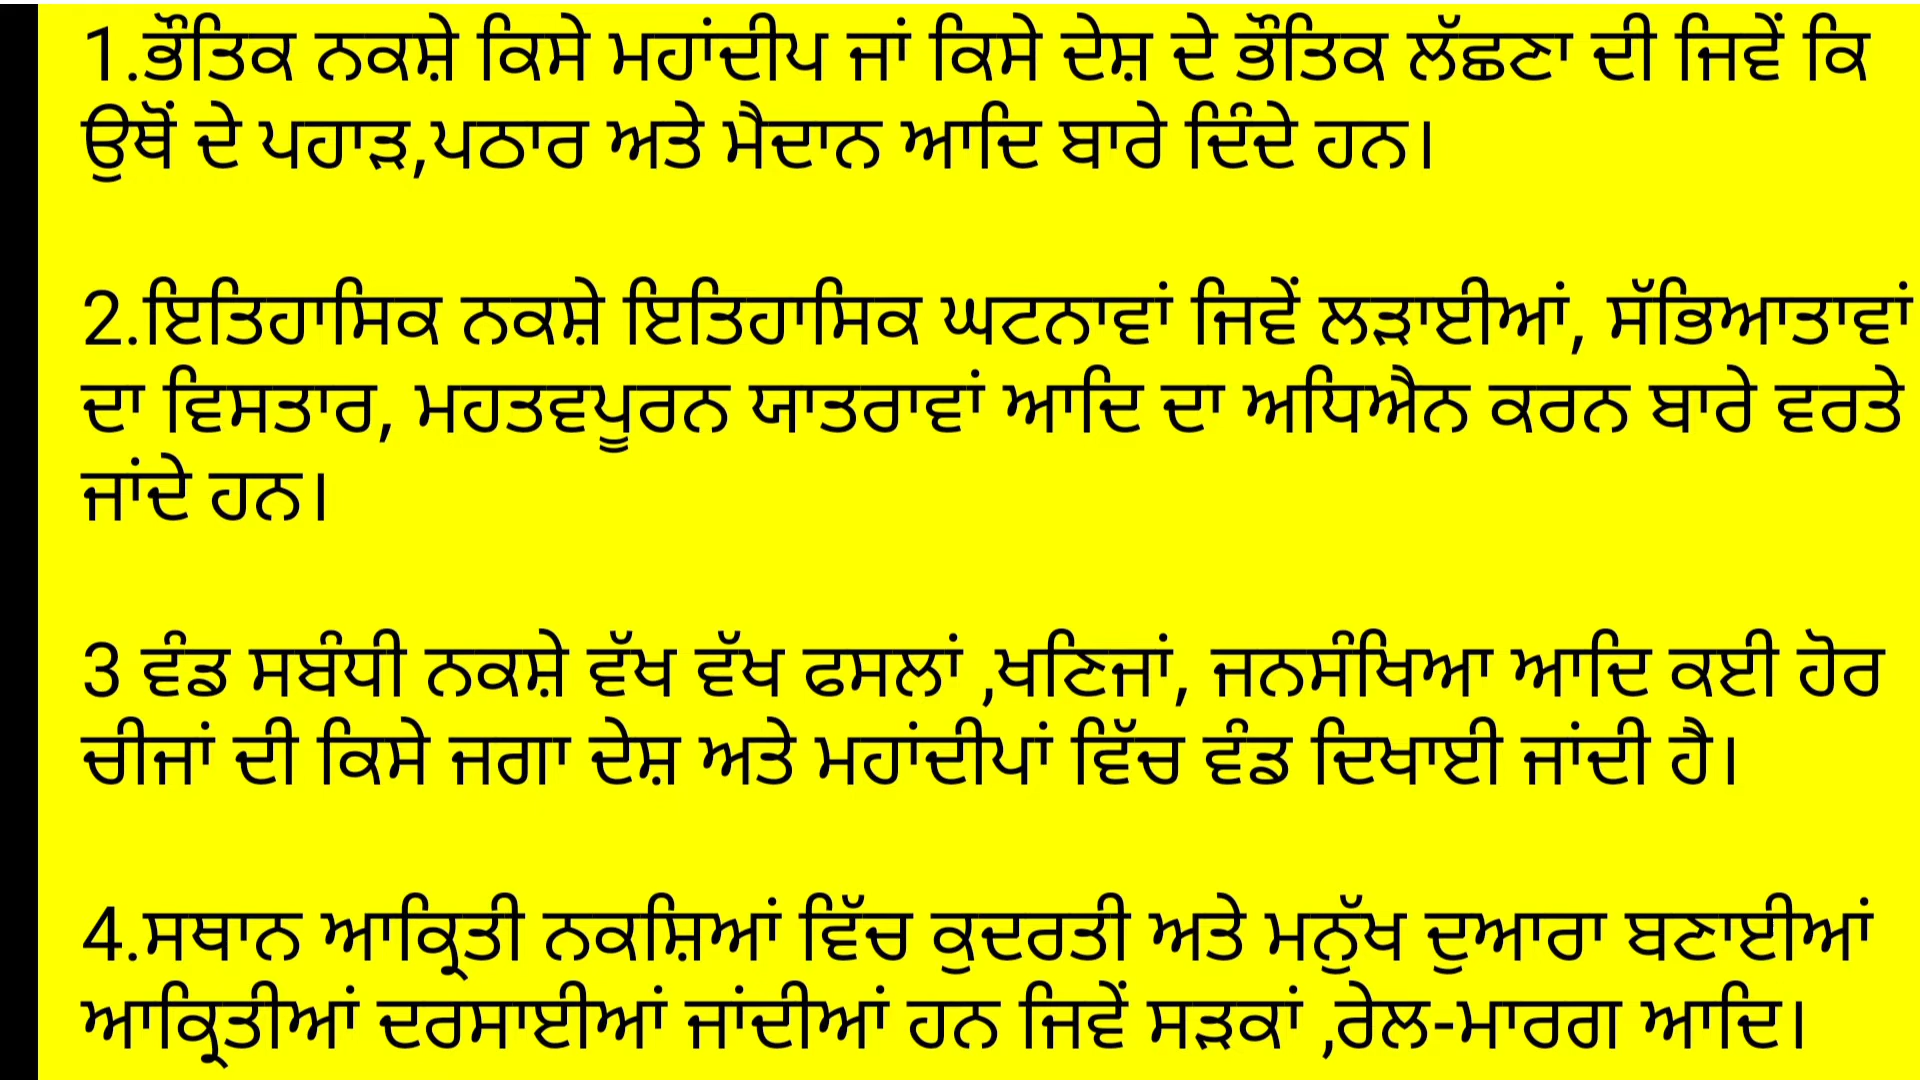 1.ਭੌਤਿਕ ਨਕਸ਼ੇ ਕਿਸੇ ਮਹਾਂਦੀਪ ਜਾਂ ਕਿਸੇ ਦੇਸ਼ ਦੇ ਭੌਤਿਕ ਲੱਛਣਾ ਦੀ ਜਿਵੇਂ ਕਿ
ਉਥੋਂ ਦੇ ਪਹਾੜ,ਪਠਾਰ ਅਤੇ ਮੈਦਾਨ ਆਦਿ ਬਾਰੇ ਦਿੰਦੇ ਹਨ।
2.ਇਤਿਹਾਸਿਕ ਨਕਸ਼ੇ ਇਤਿਹਾਸਿਕ ਘਟਨਾਵਾਂ ਜਿਵੇਂ ਲੜਾਈਆਂ, ਸੱਭਿਆਤਾਵਾਂ
ਦਾ ਵਿਸਤਾਰ, ਮਹਤਵਪੂਰਨ ਯਾਤਰਾਵਾਂ ਆਦਿ ਦਾ ਅਧਿਐਨ ਕਰਨ ਬਾਰੇ ਵਰਤੇ
ਜਾਂਦੇ ਹਨ।
3 ਵੰਡ ਸਬੰਧੀ ਨਕਸ਼ੇ ਵੱਖ ਵੱਖ ਫਸਲਾਂ ,ਖਣਿਜਾਂ, ਜਨਸੰਖਿਆ ਆਦਿ ਕਈ ਹੋਰ
ਚੀਜਾਂ ਦੀ ਕਿਸੇ ਜਗਾ ਦੇਸ਼ ਅਤੇ ਮਹਾਂਦੀਪਾਂ ਵਿੱਚ ਵੰਡ ਦਿਖਾਈ ਜਾਂਦੀ ਹੈ।
4.ਸਥਾਨ ਆਕ੍ਰਿਤੀ ਨਕਸ਼ਿਆਂ ਵਿੱਚ ਕੁਦਰਤੀ ਅਤੇ ਮਨੁੱਖ ਦੁਆਰਾ ਬਣਾਈਆਂ
ਆਕ੍ਰਿਤੀਆਂ ਦਰਸਾਈਆਂ ਜਾਂਦੀਆਂ ਹਨ ਜਿਵੇਂ ਸੜਕਾਂ ,ਰੇਲ-ਮਾਰਗ ਆਦਿ।